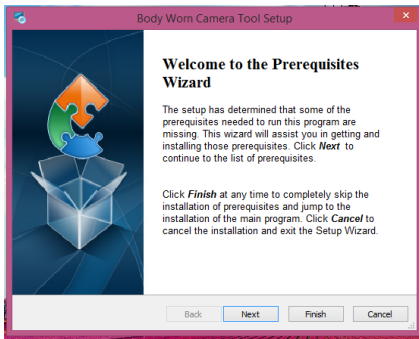 Body Worn Camera Tool Setup
Welcome to the Prerequisites
Wizard
The setup has determined that some of the
prerequisites needed to run this program are
missing. This wizard will assist you in getting and
installing those prerequisites. Click Next to
continue to the list of prerequisites.
Click Finish at any time to completely skip the
installation of prerequisites and jump to the
installation of the main program. Click Cancel to
cancel the installation and exit the Setup Wizard.
Back Next Finish Cancel